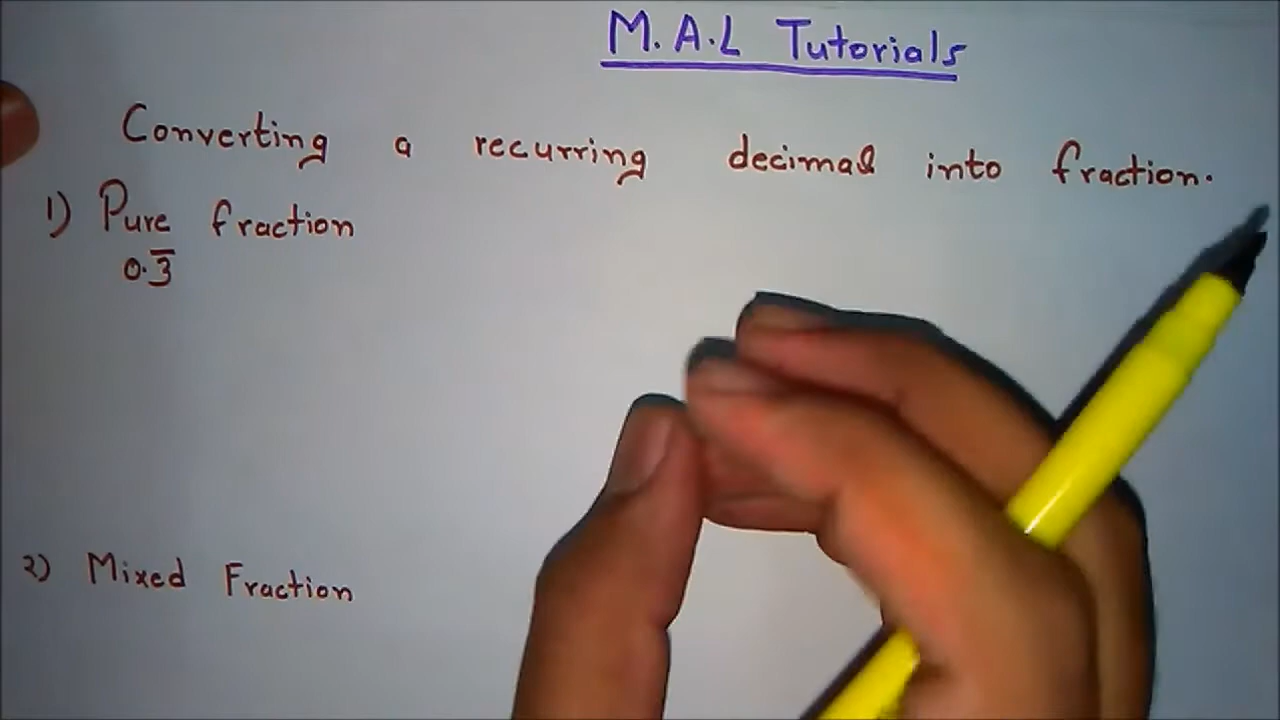 M.A.L Tutorials
Converting a recurring decimal into fraction.
1) Pure fraction
0.3̅
2) Mixed Fraction